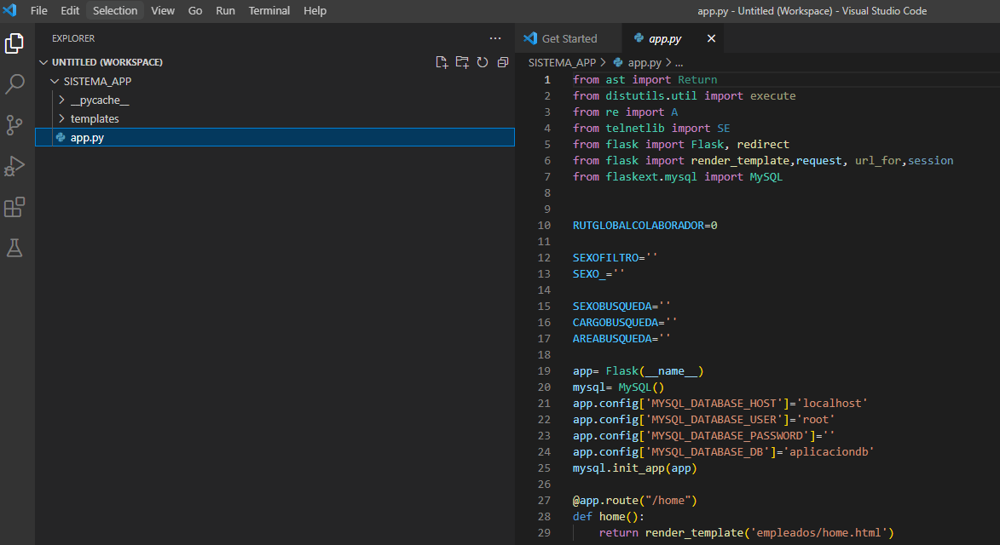 File Edit Selection View Go Run Terminal Help
app.py - Untitled (Workspace) - Visual Studio Code
EXPLORER
UNTITLED (WORKSPACE)
SISTEMA_APP
__pycache__
templates
app.py
Get Started
app.py
SISTEMA_APP > app.py > ...
1 from ast import Return
2 from distutils.util import execute
3 from re import A
4 from telnetlib import SE
5 from flask import Flask, redirect
6 from flask import render_template,request, url_for,session
7 from flaskext.mysql import MySQL
8
9
10 RUTGLOBALCOLABORADOR=0
11
12 SEXOFILTRO=''
13 SEXO_=''
14
15 SEXOBUSQUEDA=''
16 CARGOBUSQUEDA=''
17 AREABUSQUEDA=''
18
19 app= Flask(__name__)
20 mysql= MySQL()
21 app.config['MYSQL_DATABASE_HOST']='localhost'
22 app.config['MYSQL_DATABASE_USER']='root'
23 app.config['MYSQL_DATABASE_PASSWORD']=''
24 app.config['MYSQL_DATABASE_DB']='aplicaciondb'
25 mysql.init_app(app)
26
27 @app.route("/home")
28 def home():
29 return render_template('empleados/home.html')